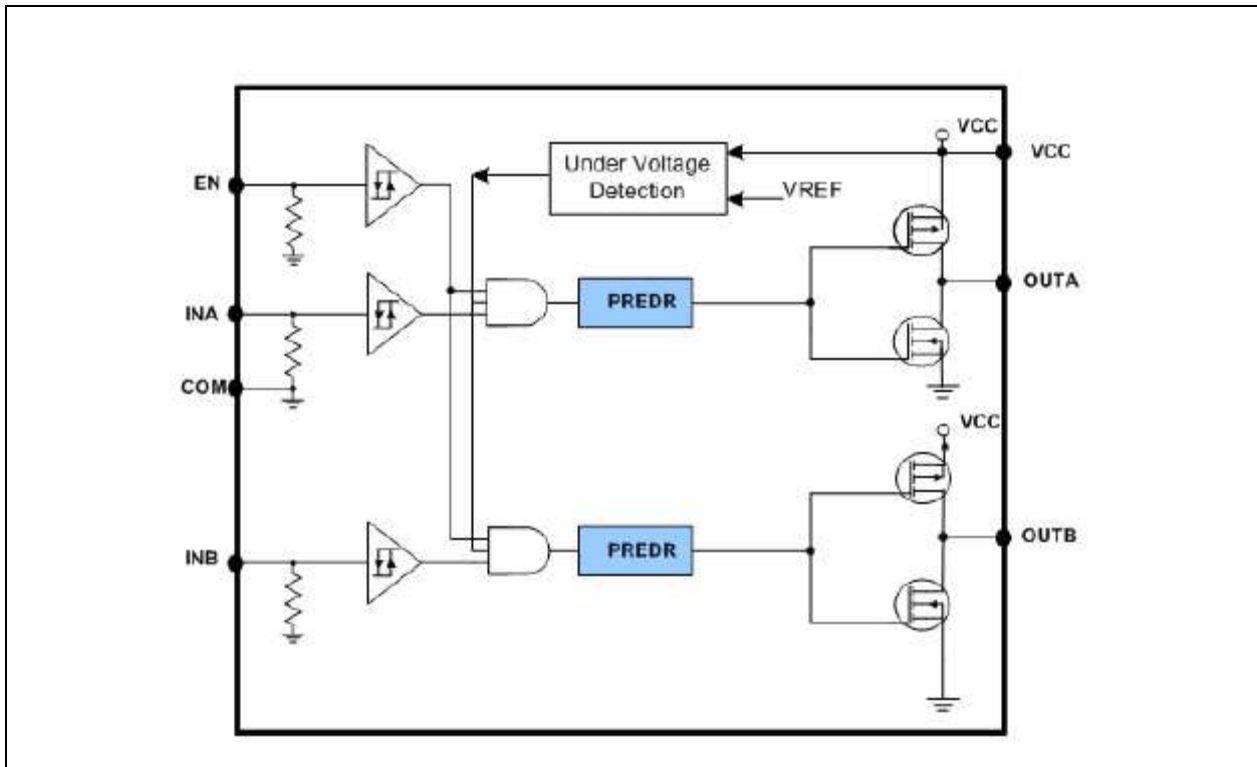 VCC
VCC
Under Voltage
Detection
VREF
EN
INA
PREDR
OUTA
COM
VCC
INB
PREDR
OUTB